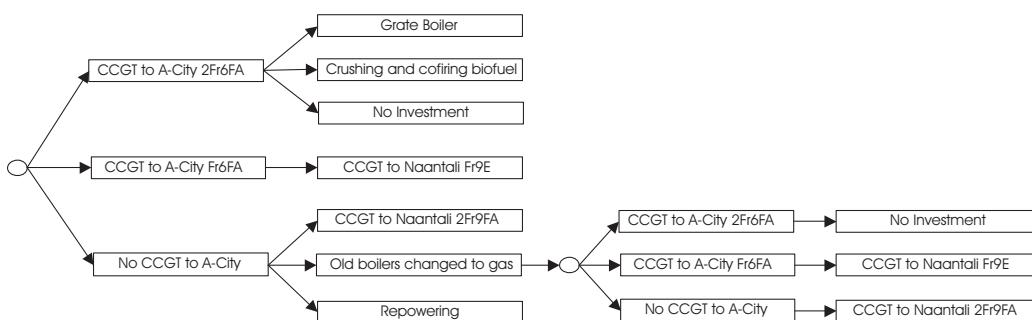 Grate Boiler
CCGT to A-City 2Fr6FA
Crushing and cofiring biofuel
No Investment
CCGT to A-City Fr6FA
CCGT to Naantali Fr9E
CCGT to Naantali 2Fr9FA
CCGT to A-City 2Fr6FA
No Investment
No CCGT to A-City
Old boilers changed to gas
CCGT to A-City Fr6FA
CCGT to Naantali Fr9E
Repowering
No CCGT to A-City
CCGT to Naantali 2Fr9FA